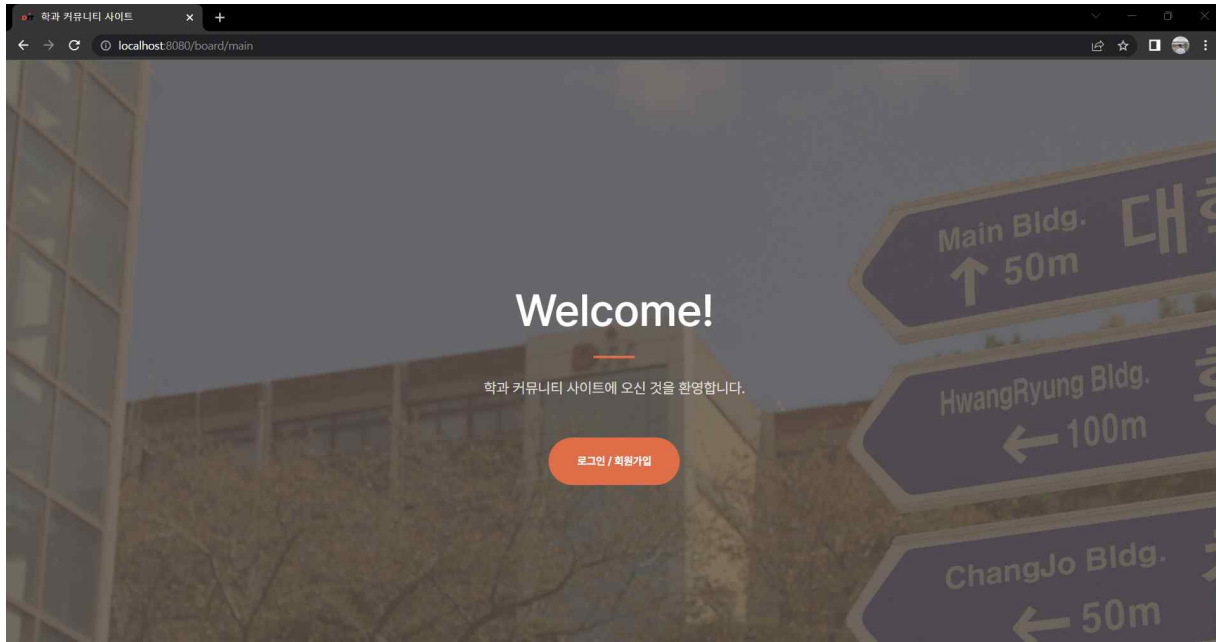 학과 커뮤니티 사이트
localhost:8080/board/main
Welcome!
학과 커뮤니티 사이트에 오신 것을 환영합니다.
로그인 / 회원가입
Main Bldg.
50m
HwangRyung Bldg.
100m
ChangJo Bldg.
50m